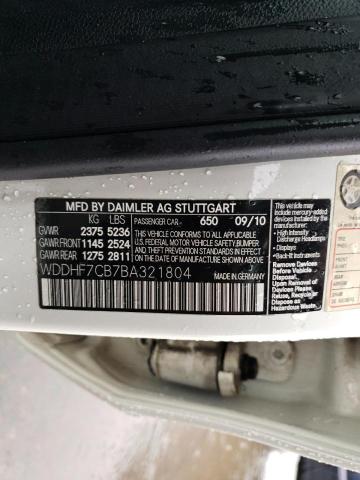 MFD BY DAIMLER AG STUTTGART
KG LBS PASSENGER CAR 650 09/10
GVWR 2375 5236
GAWR FRONT 1145 2524
GAWR REAR 1275 2811
THIS VEHICLE CONFORMS TO ALL APPLICABLE
U.S. FEDERAL MOTOR VEHICLE SAFETY,BUMPER
AND THEFT PREVENTION STANDARDS IN EFFECT
ON THE DATE OF MANUFACTURE SHOWN ABOVE
WDDHF7CB7BA321804
This Vehicle May Include
mercury-added devices installed
by the manufacturer:
• High-Intensity
Discharge Headlamps
• Displays
• Back-lit Instruments
Remove Devices
Before Vehicle Disposal.
Upon Removal of
Devices Please Reuse,
Recycle or Dispose as
Hazardous Waste.